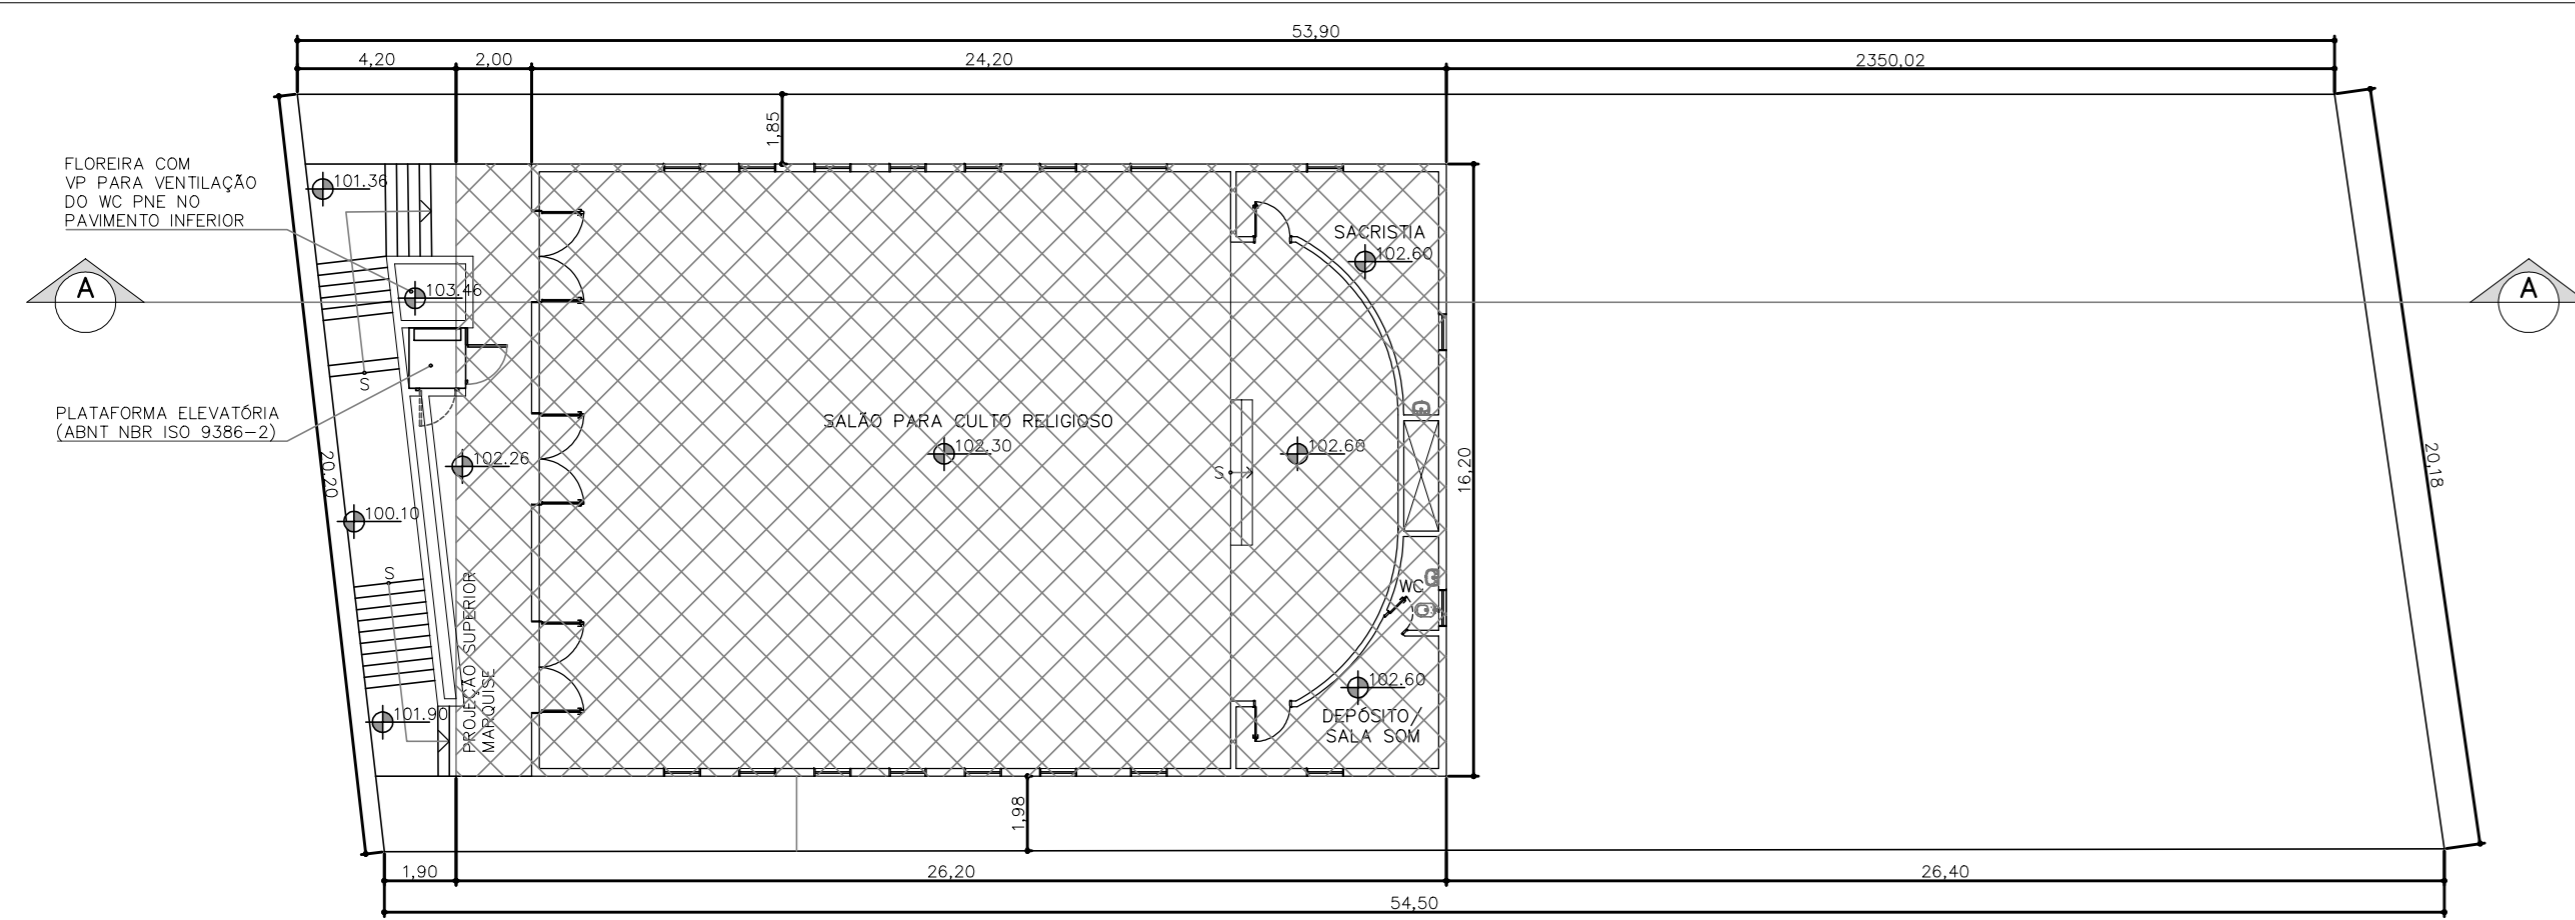 53,90
4,20
2,00
24,20
2350,02
1,85
FLOREIRA COM
VP PARA VENTILAÇÃO
DO WC PNE NO
PAVIMENTO INFERIOR
101.36
SACRISTIA
102.60
A
A
103.46
S
PLATAFORMA ELEVATÓRIA
(ABNT NBR ISO 9386-2)
SALÃO PARA CULTO RELIGIOSO
102.30
102.60
S
102.26
20,20
16,20
20,18
100.10
S
WC
PROJEÇÃO SUPERIOR
MARQUISE
101.90
102.60
DEPÓSITO/
SALA SOM
1,98
1,90
26,20
26,40
54,50